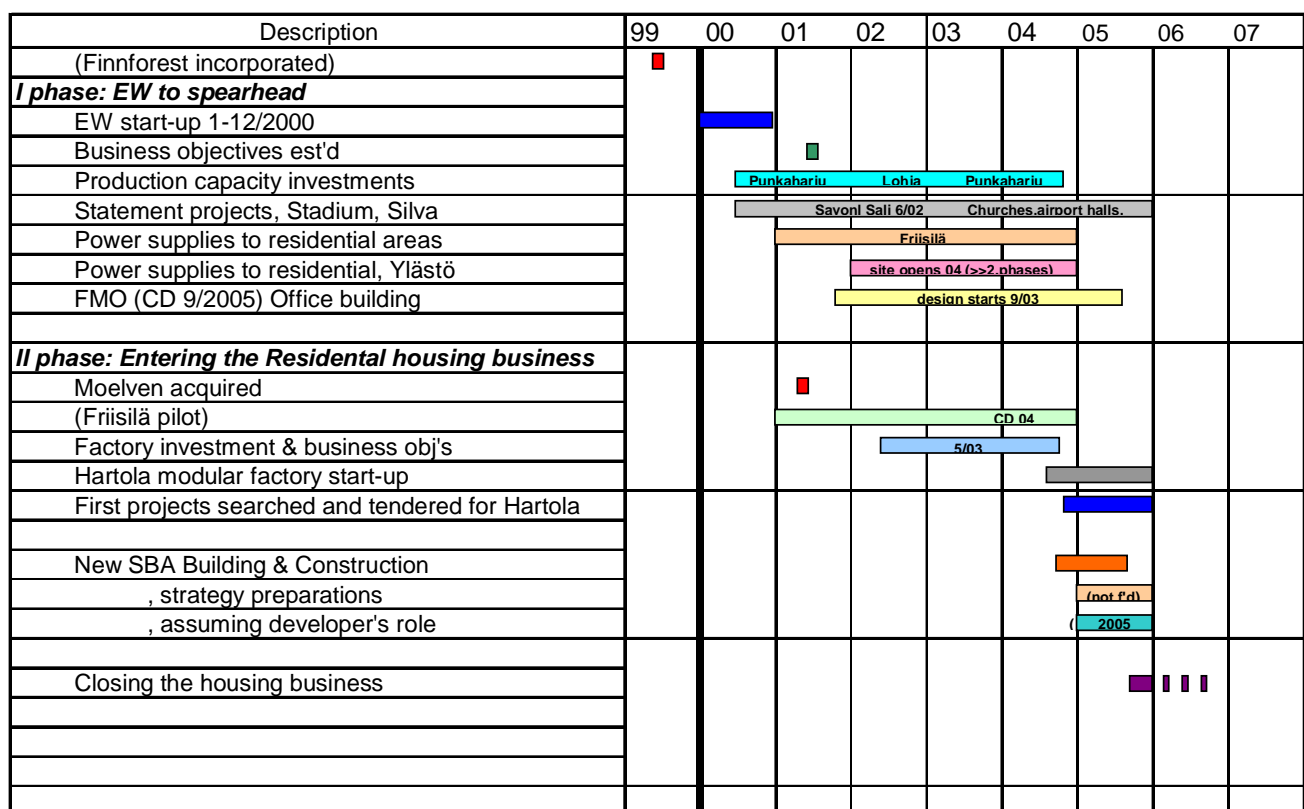 Description 99 00 01 02 03 04 05 06 07
(Finnforest incorporated)
I phase: EW to spearhead
EW start-up 1-12/2000
Business objectives est'd
Production capacity investments Punkaharju Lohja Punkaharju
Statement projects, Stadium, Silva Savonl Sali 6/02 Churches,airport halls,
Power supplies to residential areas Friisilä
Power supplies to residential, Ylästö site opens 04 (>>2.phases)
FMO (CD 9/2005) Office building design starts 9/03
II phase: Entering the Residental housing business
Moelven acquired
(Friisilä pilot) CD 04
Factory investment & business obj's 5/03
Hartola modular factory start-up
First projects searched and tendered for Hartola
New SBA Building & Construction
, strategy preparations (not f'd)
, assuming developer's role ( 2005
Closing the housing business